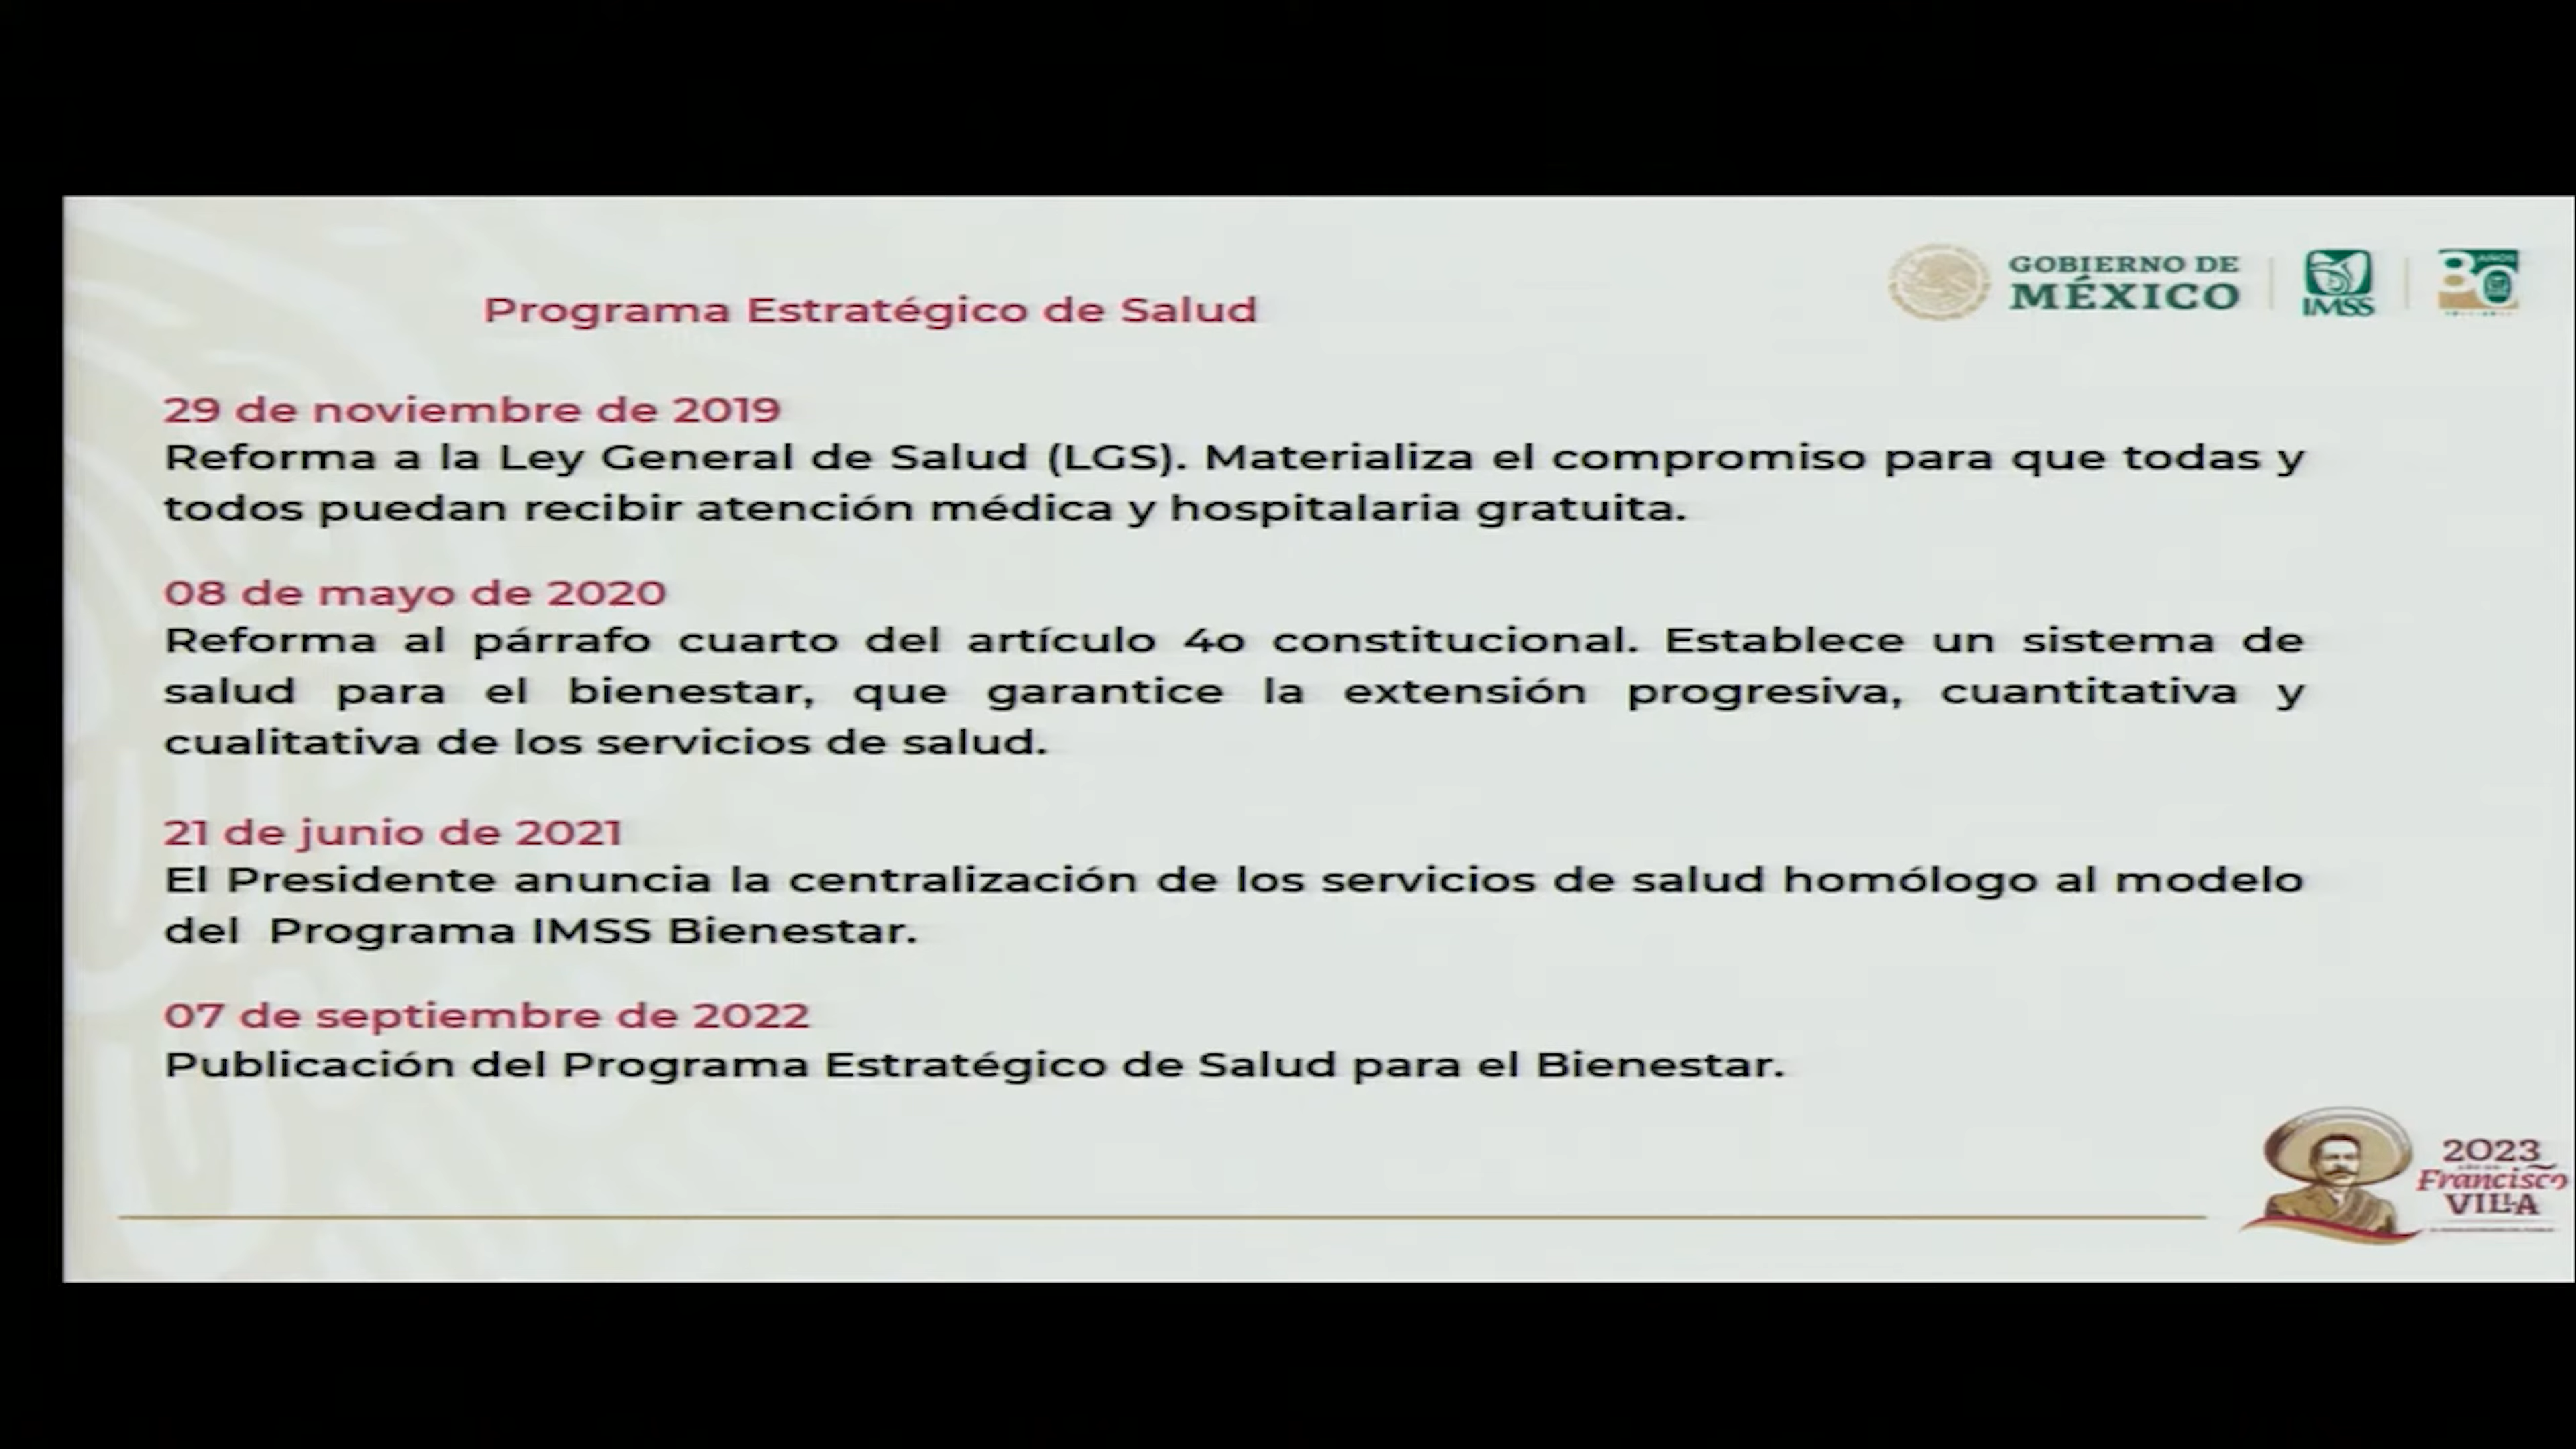 GOBIERNO DE
MÉXICO
IMSS
AÑOS
Programa Estratégico de Salud
29 de noviembre de 2019
Reforma a la Ley General de Salud (LGS). Materializa el compromiso para que todas y
todos puedan recibir atención médica y hospitalaria gratuita.
08 de mayo de 2020
Reforma al párrafo cuarto del artículo 4o constitucional. Establece un sistema de
salud para el bienestar, que garantice la extensión progresiva, cuantitativa y
cualitativa de los servicios de salud.
21 de junio de 2021
El Presidente anuncia la centralización de los servicios de salud homólogo al modelo
del Programa IMSS Bienestar.
07 de septiembre de 2022
Publicación del Programa Estratégico de Salud para el Bienestar.
2023
Francisco
VILLA